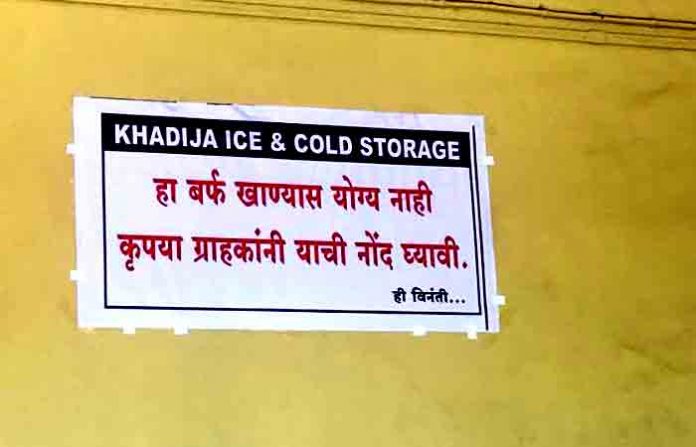 KHADIJA ICE & COLD STORAGE
हा बर्फ खाण्यास योग्य नाही
कृपया ग्राहकांनी याची नोंद घ्यावी.
ही विनंती...